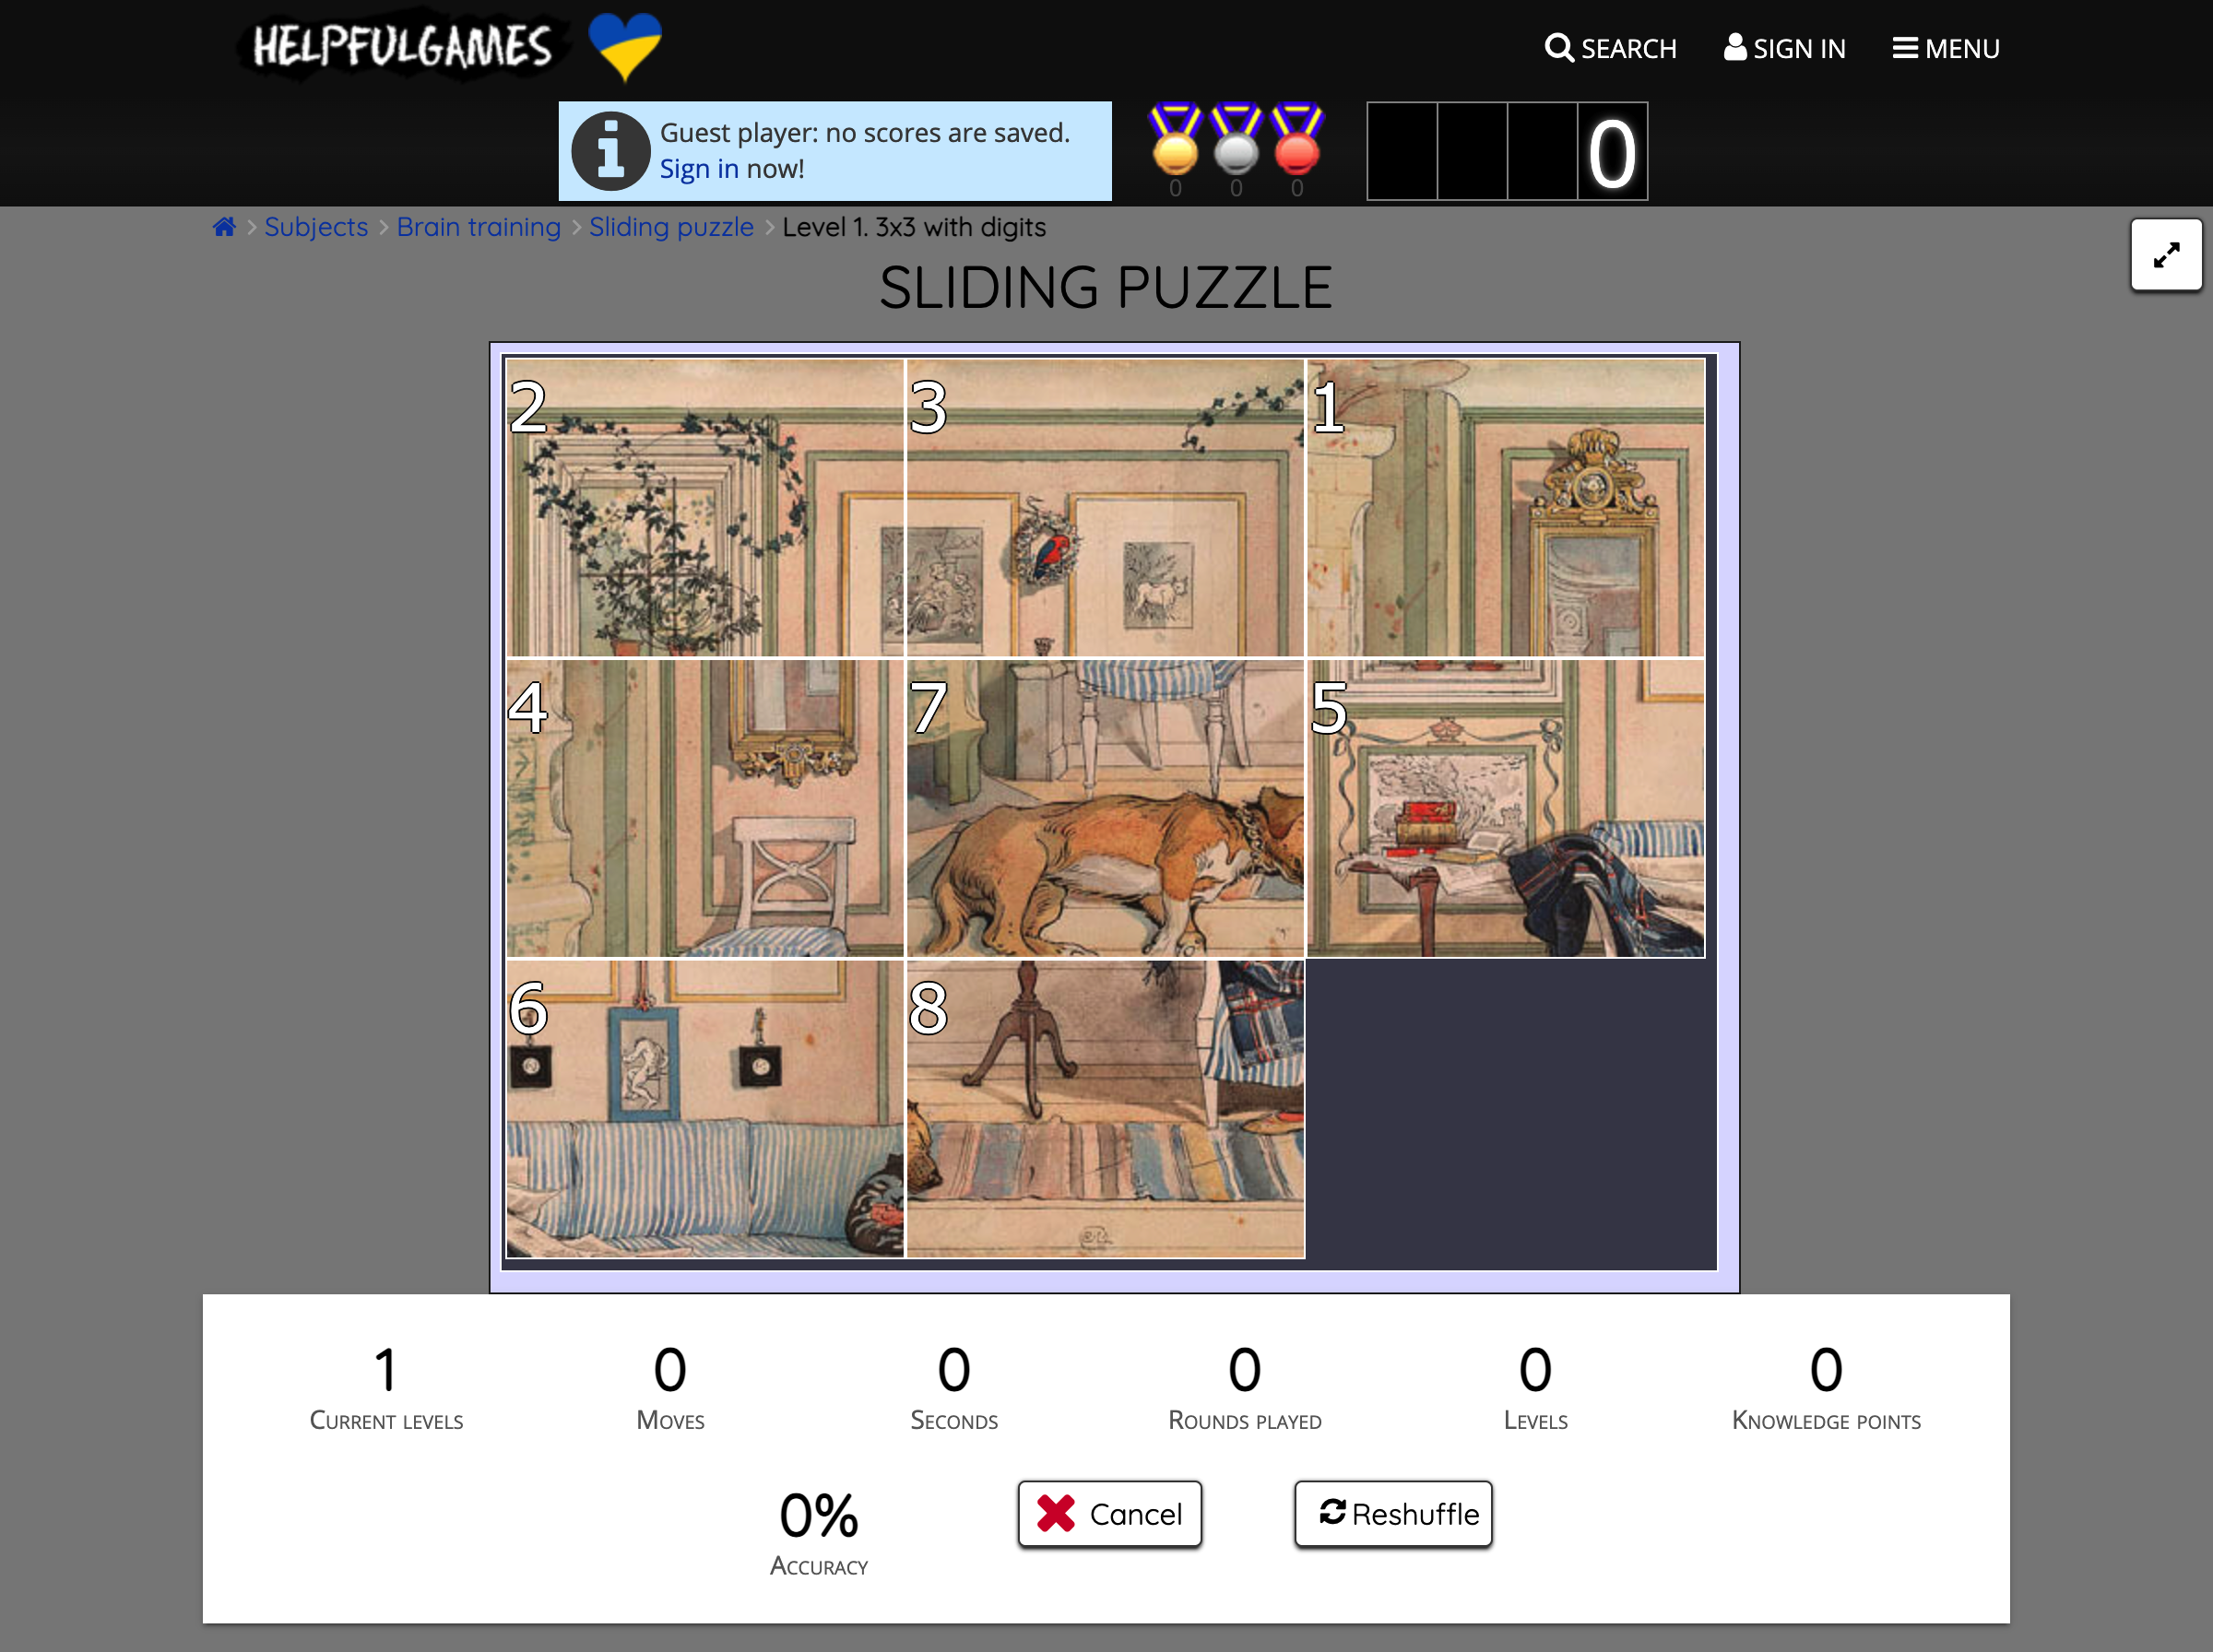 HELPFULGAMES
SEARCH
SIGN IN
MENU
Guest player: no scores are saved.
Sign in now!
0
0
0
0
Subjects > Brain training > Sliding puzzle > Level 1. 3x3 with digits
SLIDING PUZZLE
2
3
1
4
7
5
6
8
1
0
0
0
0
0
CURRENT LEVELS
MOVES
SECONDS
ROUNDS PLAYED
LEVELS
KNOWLEDGE POINTS
0%
ACCURACY
Cancel
Reshuffle